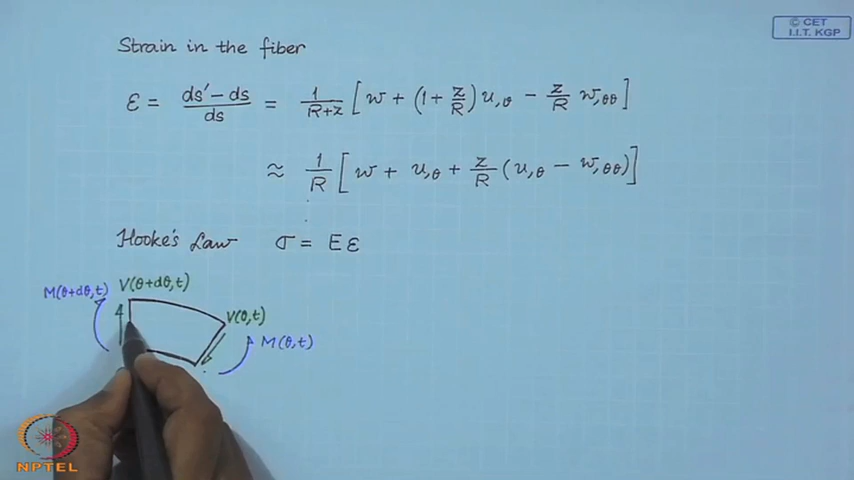 © CET
I.I.T. KGP
Strain in the fiber
ε = (ds' − ds)/ds = 1/(R+z) [w + (1 + z/R) u,θ − z/R w,θθ]
≈ 1/R [w + u,θ + z/R (u,θ − w,θθ)]
Hooke's Law σ = E ε
M(θ+dθ,t) V(θ+dθ,t)
V(θ,t)
M(θ,t)
NPTEL